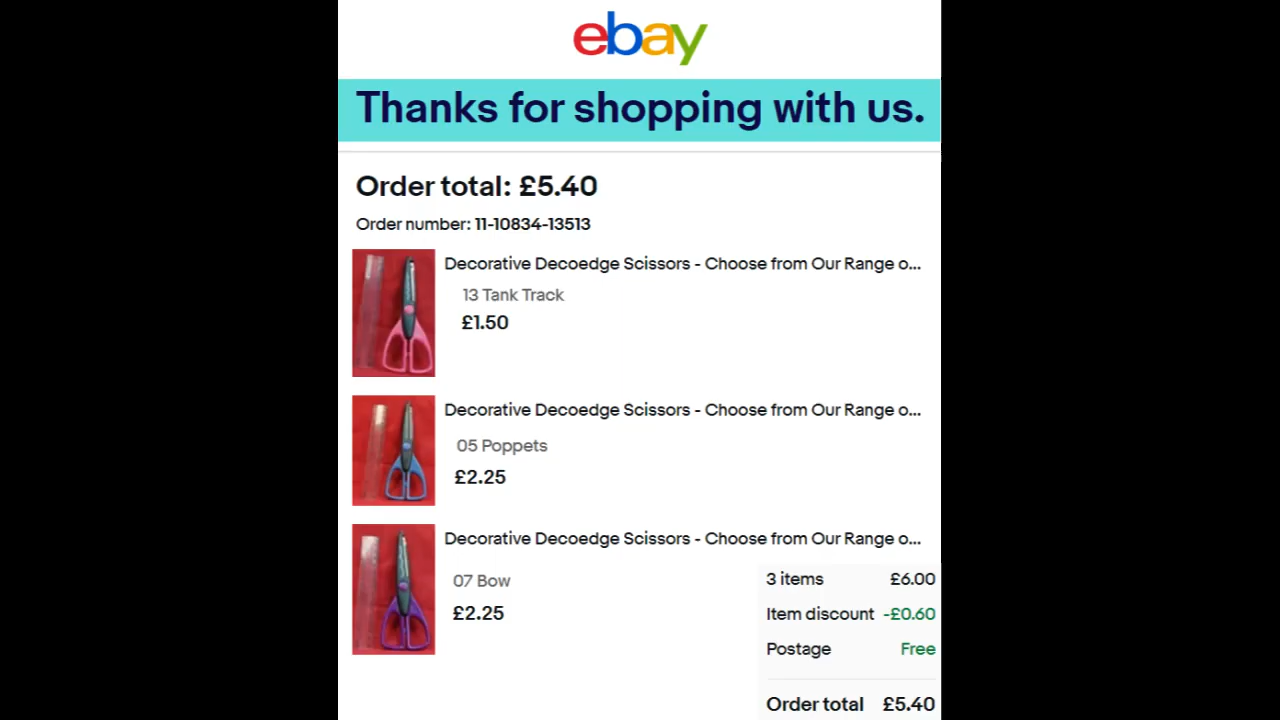 ebay
Thanks for shopping with us.
Order total: £5.40
Order number: 11-10834-13513
Decorative Decoedge Scissors - Choose from Our Range o...
13 Tank Track
£1.50
Decorative Decoedge Scissors - Choose from Our Range o...
05 Poppets
£2.25
Decorative Decoedge Scissors - Choose from Our Range o...
07 Bow
£2.25
3 items £6.00
Item discount -£0.60
Postage Free
Order total £5.40